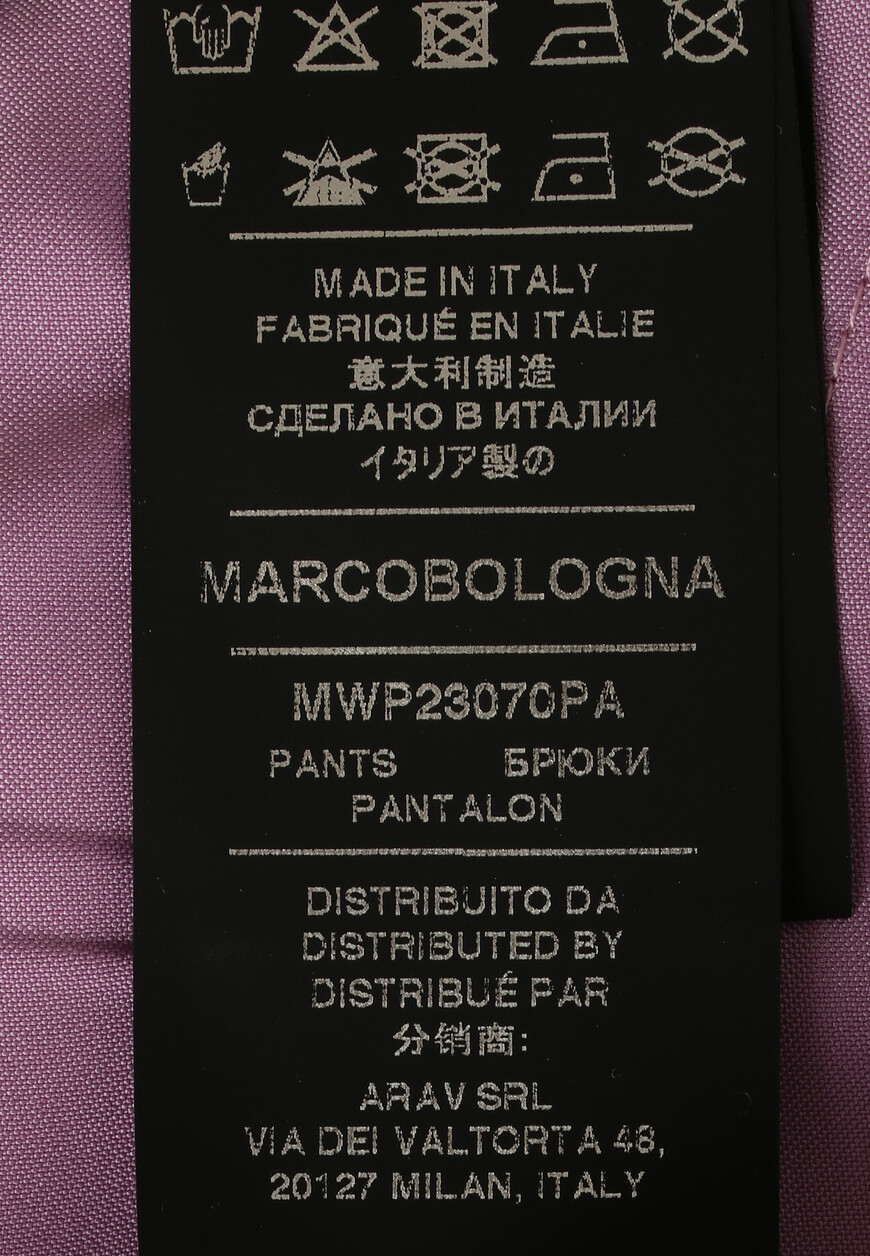 MADE IN ITALY
FABRIQUÉ EN ITALIE
意大利制造
СДЕЛАНО В ИТАЛИИ
イタリア製の
MARCOBOLOGNA
MWP23070PA
PANTS БРЮКИ
PANTALON
DISTRIBUITO DA
DISTRIBUTED BY
DISTRIBUÉ PAR
分销商:
ARAV SRL
VIA DEI VALTORTA 48,
20127 MILAN, ITALY